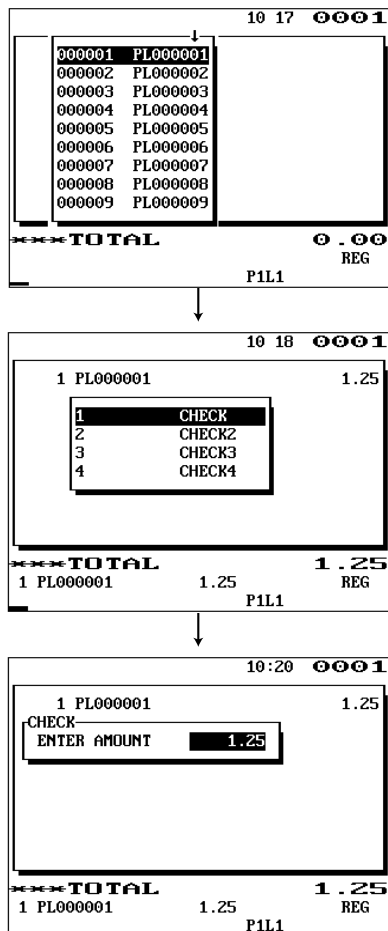 10 17 0001
↓
000001 PL000001
000002 PL000002
000003 PL000003
000004 PL000004
000005 PL000005
000006 PL000006
000007 PL000007
000008 PL000008
000009 PL000009
***TOTAL 0.00
REG
P1L1
10 18 0001
1 PL000001 1.25
1 CHECK
2 CHECK2
3 CHECK3
4 CHECK4
***TOTAL 1.25
1 PL000001 1.25 REG
P1L1
10:20 0001
1 PL000001 1.25
CHECK
ENTER AMOUNT 1.25
***TOTAL 1.25
1 PL000001 1.25 REG
P1L1